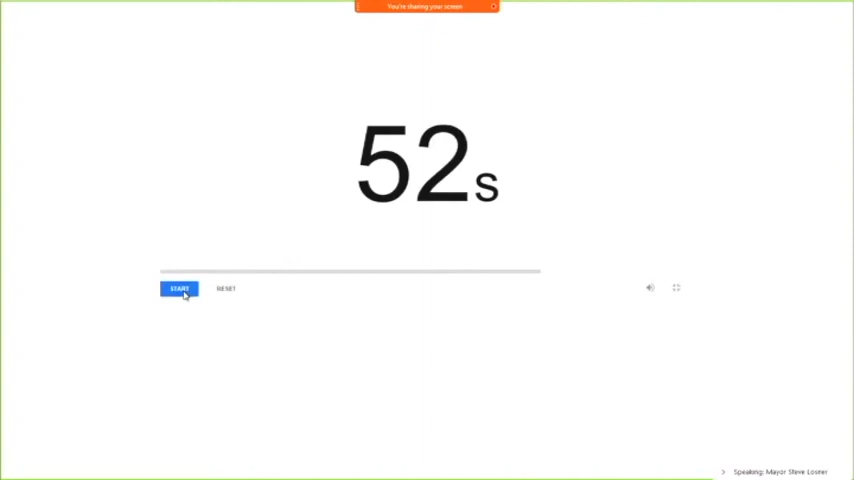 You're sharing your screen
52s
START
RESET
Speaking: Mayor Steve Losner